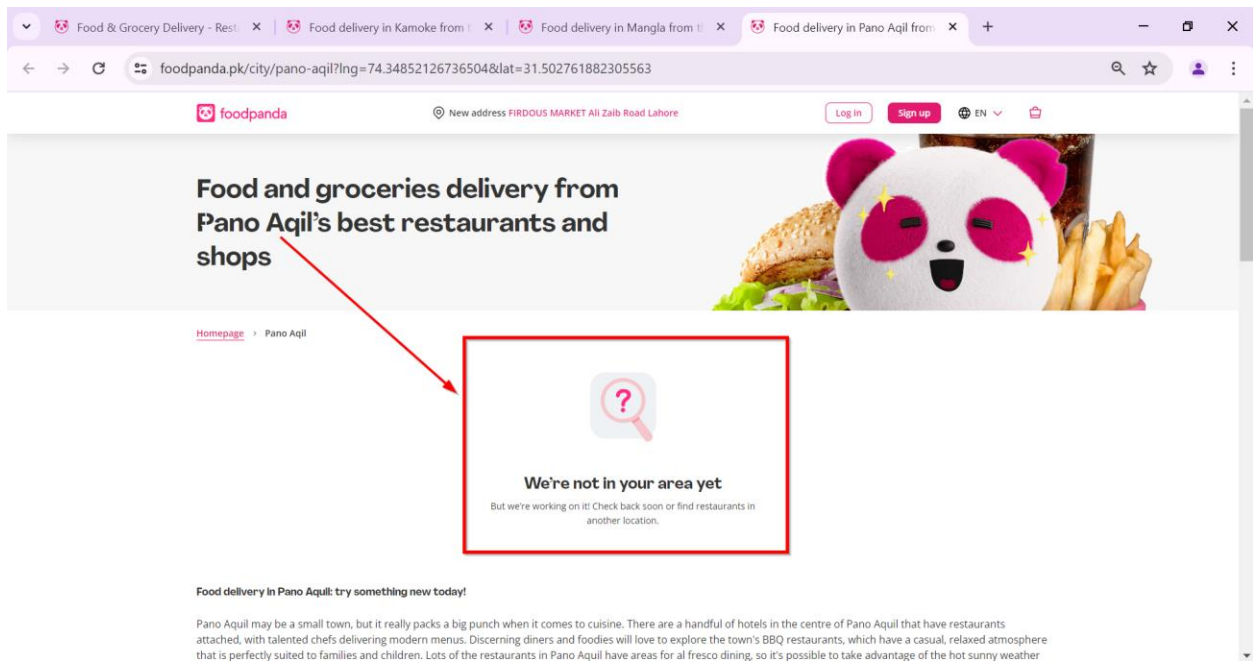 Food & Grocery Delivery - Rest
Food delivery in Kamoke from t
Food delivery in Mangla from t
Food delivery in Pano Aqil from
foodpanda.pk/city/pano-aqil?lng=74.34852126736504&lat=31.502761882305563
foodpanda
New address FIRDOUS MARKET Ali Zaib Road Lahore
Log in
Sign up
EN
Food and groceries delivery from
Pano Aqil's best restaurants and
shops
Homepage > Pano Aqil
?
We're not in your area yet
But we're working on it! Check back soon or find restaurants in
another location.
Food delivery in Pano Aquil: try something new today!
Pano Aquil may be a small town, but it really packs a big punch when it comes to cuisine. There are a handful of hotels in the centre of Pano Aquil that have restaurants
attached, with talented chefs delivering modern menus. Discerning diners and foodies will love to explore the town's BBQ restaurants, which have a casual, relaxed atmosphere
that is perfectly suited to families and children. Lots of the restaurants in Pano Aquil have areas for al fresco dining, so it's possible to take advantage of the hot sunny weather